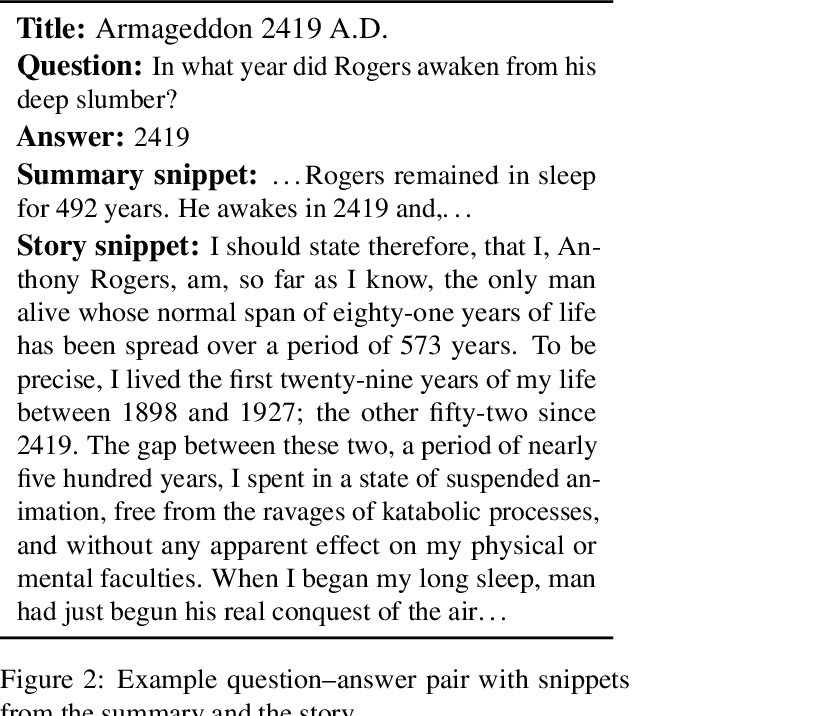 Title: Armageddon 2419 A.D.
Question: In what year did Rogers awaken from his
deep slumber?
Answer: 2419
Summary snippet: ...Rogers remained in sleep
for 492 years. He awakes in 2419 and,...
Story snippet: I should state therefore, that I, An-
thony Rogers, am, so far as I know, the only man
alive whose normal span of eighty-one years of life
has been spread over a period of 573 years. To be
precise, I lived the first twenty-nine years of my life
between 1898 and 1927; the other fifty-two since
2419. The gap between these two, a period of nearly
five hundred years, I spent in a state of suspended an-
imation, free from the ravages of katabolic processes,
and without any apparent effect on my physical or
mental faculties. When I began my long sleep, man
had just begun his real conquest of the air...
Figure 2: Example question–answer pair with snippets
from the summary and the story.